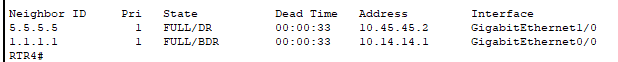 Neighbor ID     Pri   State           Dead Time   Address         Interface
5.5.5.5           1   FULL/DR         00:00:33    10.45.45.2      GigabitEthernet1/0
1.1.1.1           1   FULL/BDR        00:00:33    10.14.14.1      GigabitEthernet0/0
RTR4#